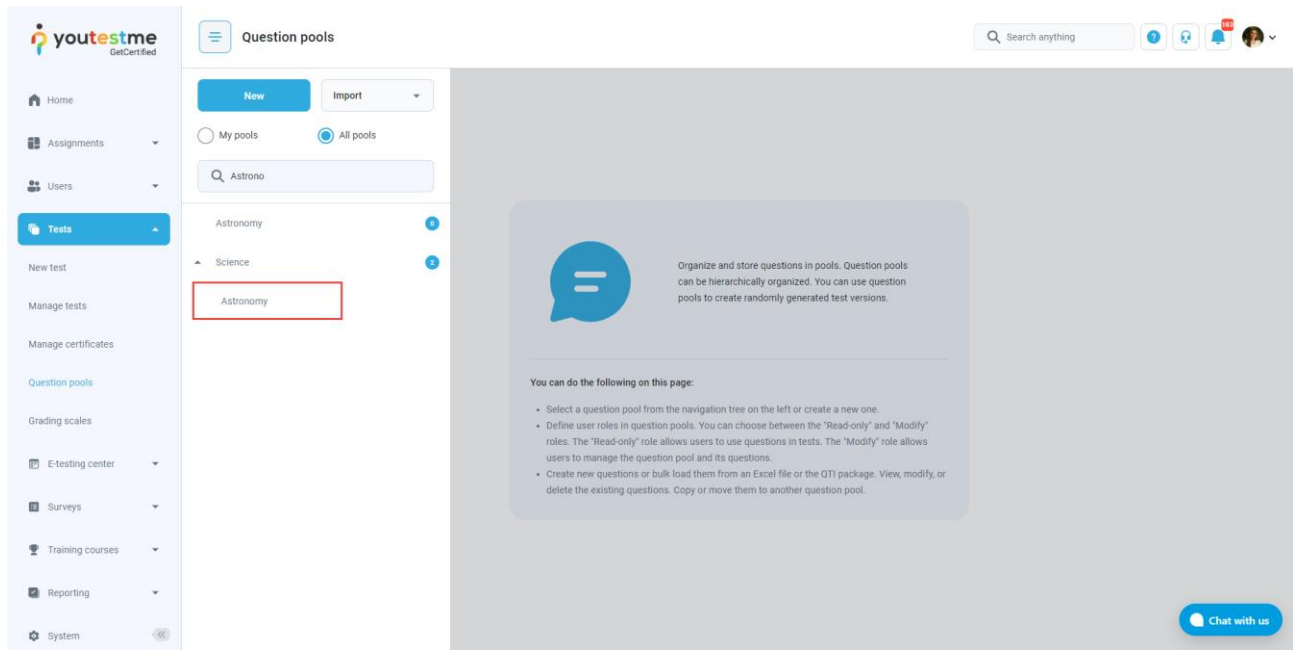 youtestme
GetCertified
Question pools
Search anything
?
183
Home
Assignments
Users
Tests
New test
Manage tests
Manage certificates
Question pools
Grading scales
E-testing center
Surveys
Training courses
Reporting
System
New
Import
My pools
All pools
Astrono
Astronomy
Science
2
Astronomy
Organize and store questions in pools. Question pools
can be hierarchically organized. You can use question
pools to create randomly generated test versions.
You can do the following on this page:
• Select a question pool from the navigation tree on the left or create a new one.
• Define user roles in question pools. You can choose between the "Read-only" and "Modify"
roles. The "Read-only" role allows users to use questions in tests. The "Modify" role allows
users to manage the question pool and its questions.
• Create new questions or bulk load them from an Excel file or the QTI package. View, modify, or
delete the existing questions. Copy or move them to another question pool.
Chat with us